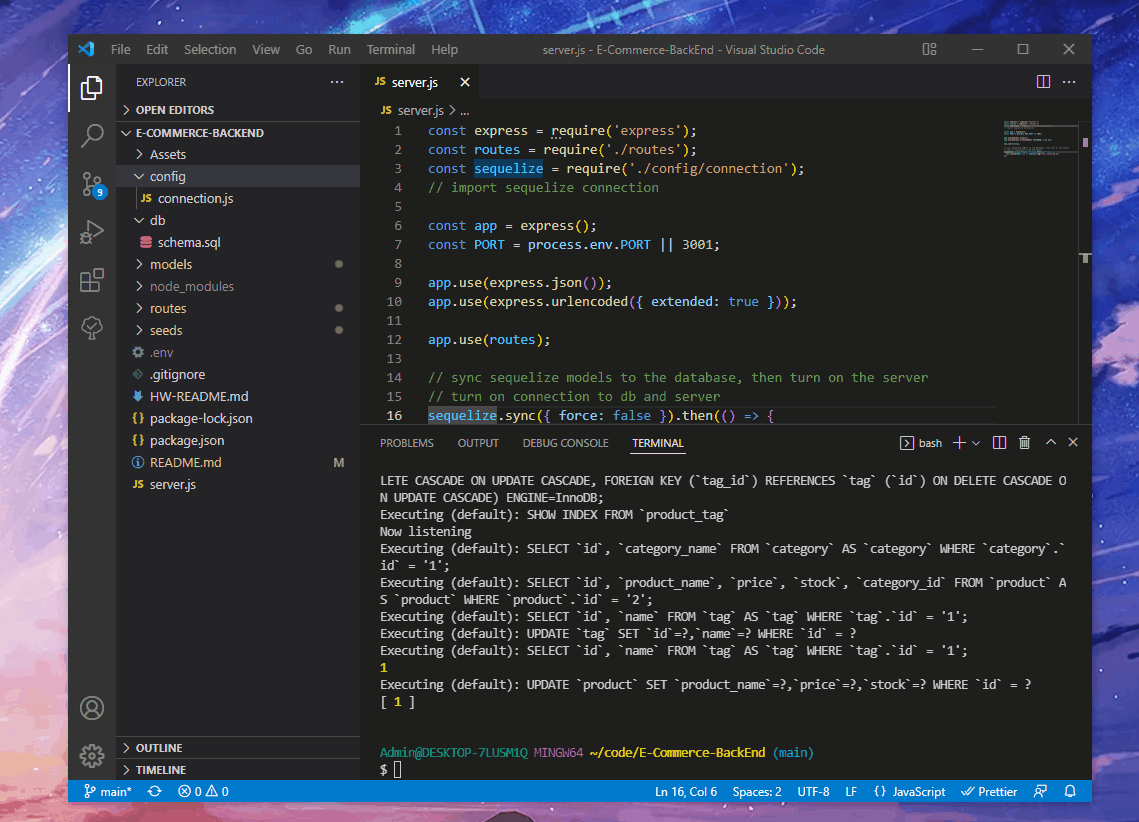 File Edit Selection View Go Run Terminal Help server.js - E-Commerce-BackEnd - Visual Studio Code
EXPLORER
OPEN EDITORS
E-COMMERCE-BACKEND
Assets
config
JS connection.js
db
schema.sql
models
node_modules
routes
seeds
.env
.gitignore
HW-README.md
{} package-lock.json
{} package.json
README.md M
JS server.js
OUTLINE
TIMELINE
9
JS server.js
JS server.js > ...
1 const express = require('express');
2 const routes = require('./routes');
3 const sequelize = require('./config/connection');
4 // import sequelize connection
5
6 const app = express();
7 const PORT = process.env.PORT || 3001;
8
9 app.use(express.json());
10 app.use(express.urlencoded({ extended: true }));
11
12 app.use(routes);
13
14 // sync sequelize models to the database, then turn on the server
15 // turn on connection to db and server
16 sequelize.sync({ force: false }).then(() => {
PROBLEMS OUTPUT DEBUG CONSOLE TERMINAL bash
LETE CASCADE ON UPDATE CASCADE, FOREIGN KEY (`tag_id`) REFERENCES `tag` (`id`) ON DELETE CASCADE O
N UPDATE CASCADE) ENGINE=InnoDB;
Executing (default): SHOW INDEX FROM `product_tag`
Now listening
Executing (default): SELECT `id`, `category_name` FROM `category` AS `category` WHERE `category`.`
id` = '1';
Executing (default): SELECT `id`, `product_name`, `price`, `stock`, `category_id` FROM `product` A
S `product` WHERE `product`.`id` = '2';
Executing (default): SELECT `id`, `name` FROM `tag` AS `tag` WHERE `tag`.`id` = '1';
Executing (default): UPDATE `tag` SET `id`=?,`name`=? WHERE `id` = ?
Executing (default): SELECT `id`, `name` FROM `tag` AS `tag` WHERE `tag`.`id` = '1';
1
Executing (default): UPDATE `product` SET `product_name`=?,`price`=?,`stock`=? WHERE `id` = ?
[ 1 ]
Admin@DESKTOP-7LUSM1Q MINGW64 ~/code/E-Commerce-BackEnd (main)
$
main* 0 0 Ln 16, Col 6 Spaces: 2 UTF-8 LF {} JavaScript Prettier